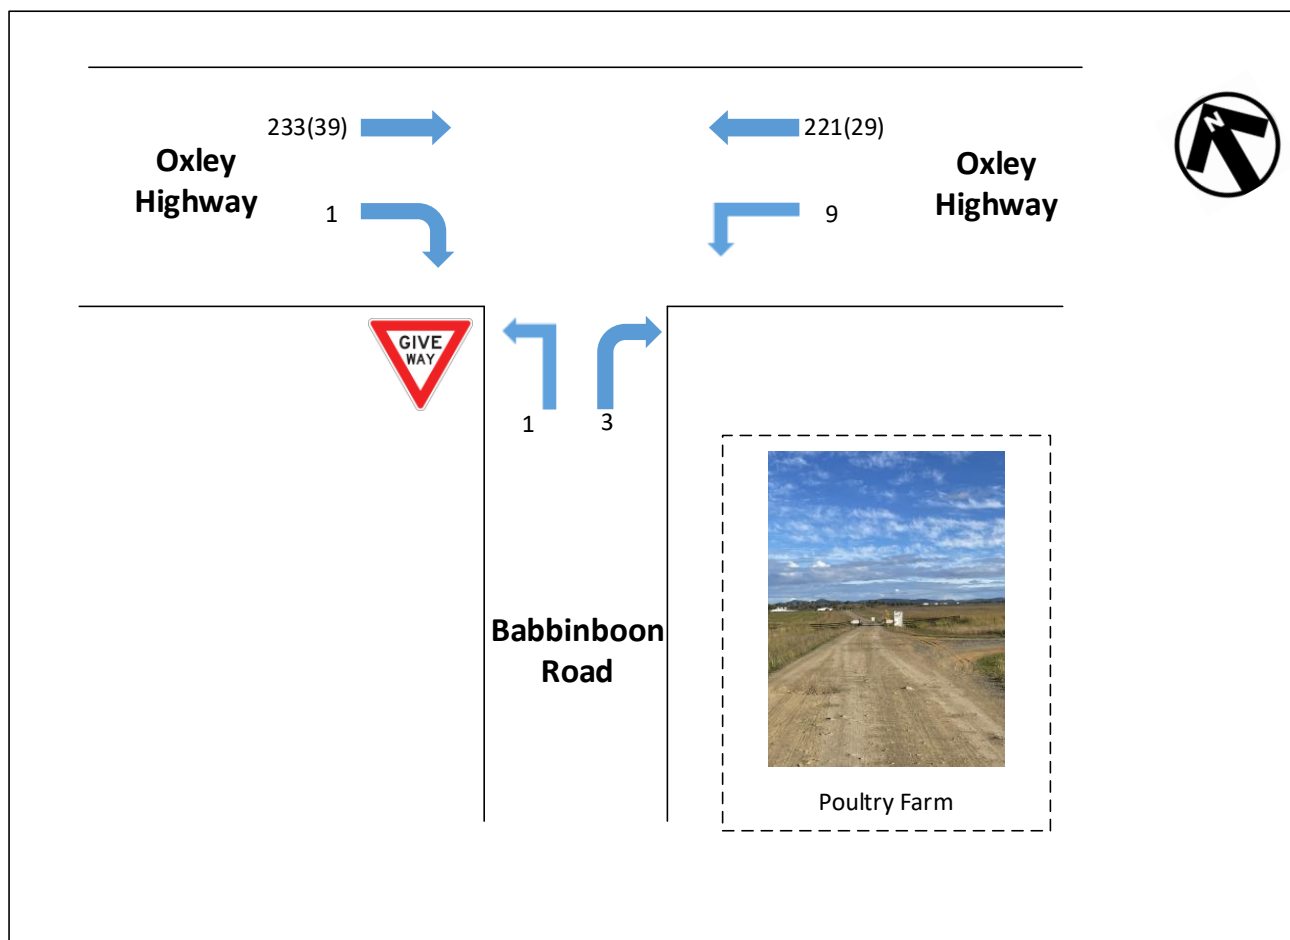 233(39)
221(29)
N
Oxley
Highway
Oxley
Highway
1
9
GIVE
WAY
1
3
Babbinboon
Road
Poultry Farm